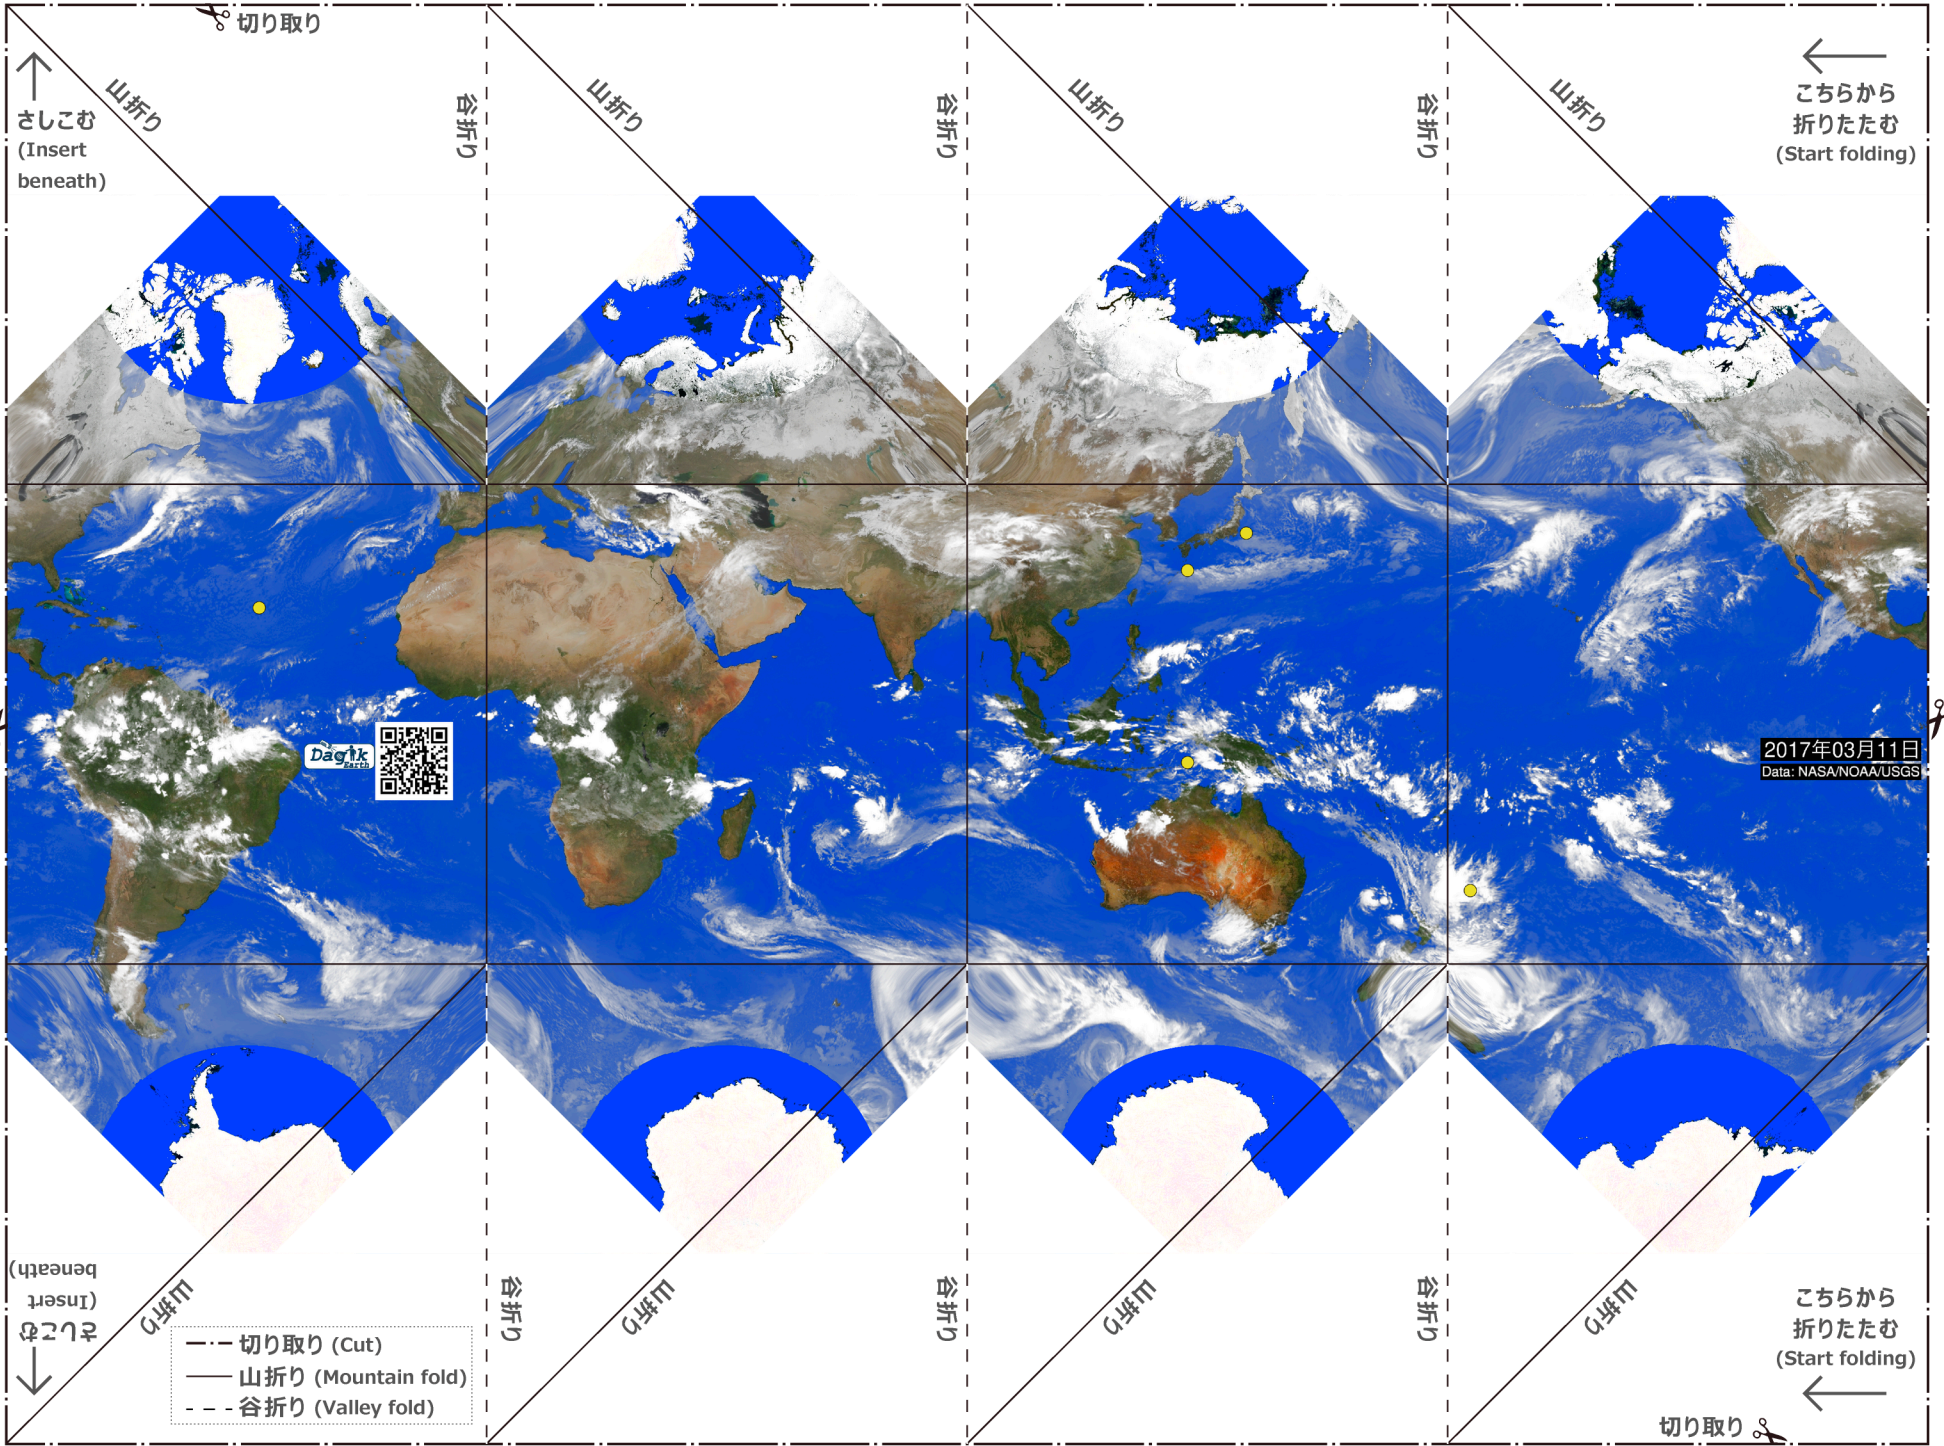 切り取り
山折り
谷折り
山折り
谷折り
山折り
谷折り
山折り
さしこむ
(Insert
beneath)
こちらから
折りたたむ
(Start folding)
Dagik
Earth
2017年03月11日
Data: NASA/NOAA/USGS
さしこむ
(Insert
beneath)
山折り
谷折り
山折り
谷折り
山折り
谷折り
山折り
切り取り (Cut)
山折り (Mountain fold)
谷折り (Valley fold)
こちらから
折りたたむ
(Start folding)
切り取り